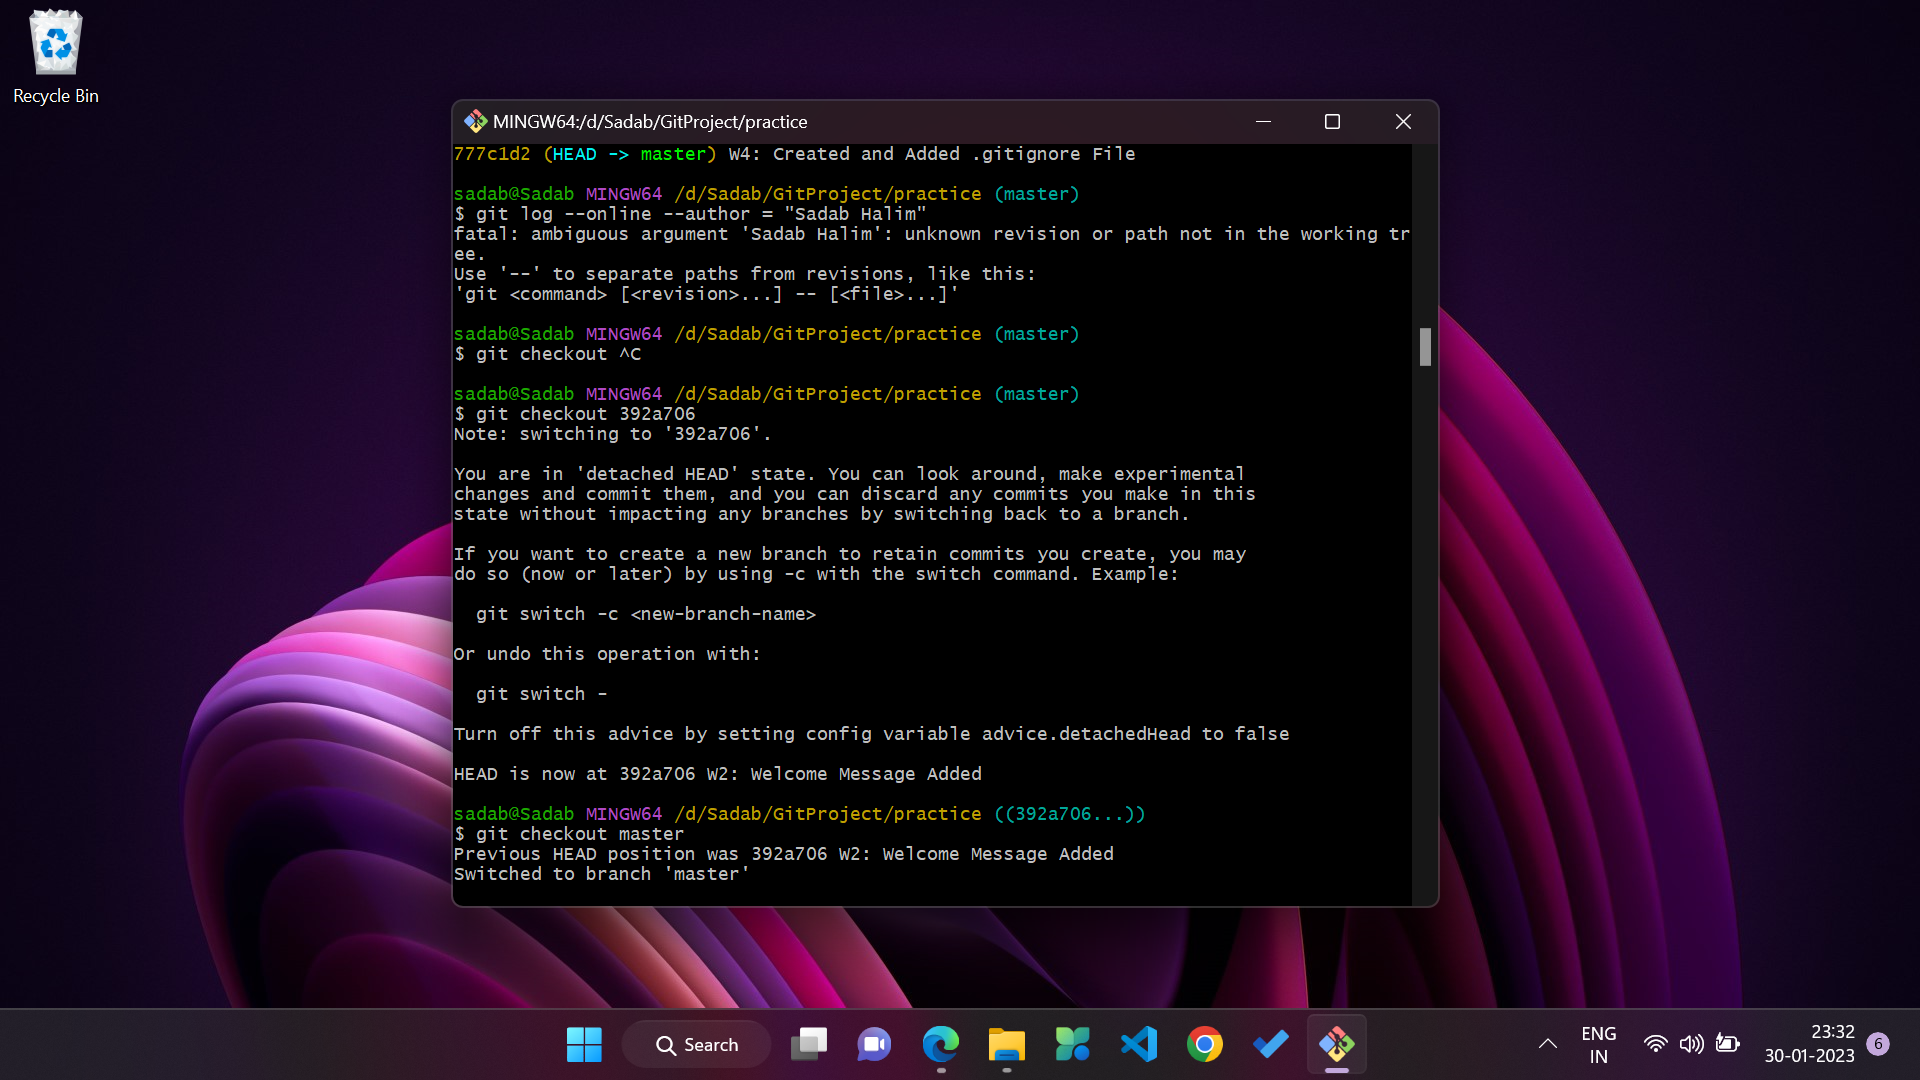 Recycle Bin
MINGW64:/d/Sadab/GitProject/practice
777c1d2 (HEAD -> master) W4: Created and Added .gitignore File
sadab@Sadab MINGW64 /d/Sadab/GitProject/practice (master)
$ git log --online --author = "Sadab Halim"
fatal: ambiguous argument 'Sadab Halim': unknown revision or path not in the working tr
ee.
Use '--' to separate paths from revisions, like this:
'git <command> [<revision>...] -- [<file>...]'
sadab@Sadab MINGW64 /d/Sadab/GitProject/practice (master)
$ git checkout ^C
sadab@Sadab MINGW64 /d/Sadab/GitProject/practice (master)
$ git checkout 392a706
Note: switching to '392a706'.
You are in 'detached HEAD' state. You can look around, make experimental
changes and commit them, and you can discard any commits you make in this
state without impacting any branches by switching back to a branch.
If you want to create a new branch to retain commits you create, you may
do so (now or later) by using -c with the switch command. Example:
git switch -c <new-branch-name>
Or undo this operation with:
git switch -
Turn off this advice by setting config variable advice.detachedHead to false
HEAD is now at 392a706 W2: Welcome Message Added
sadab@Sadab MINGW64 /d/Sadab/GitProject/practice ((392a706...))
$ git checkout master
Previous HEAD position was 392a706 W2: Welcome Message Added
Switched to branch 'master'
Search
ENG
IN
23:32
30-01-2023
6